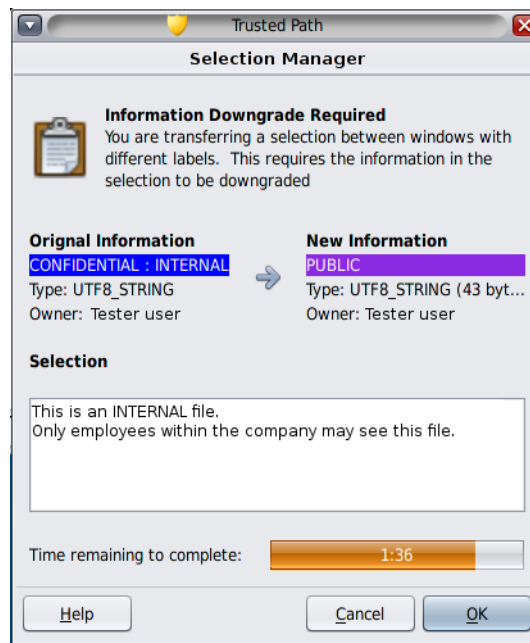 Trusted Path
Selection Manager
Information Downgrade Required
You are transferring a selection between windows with
different labels. This requires the information in the
selection to be downgraded
Orignal Information
CONFIDENTIAL : INTERNAL
Type: UTF8_STRING
Owner: Tester user
New Information
PUBLIC
Type: UTF8_STRING (43 byt...
Owner: Tester user
Selection
This is an INTERNAL file.
Only employees within the company may see this file.
Time remaining to complete:
1:36
Help
Cancel
OK